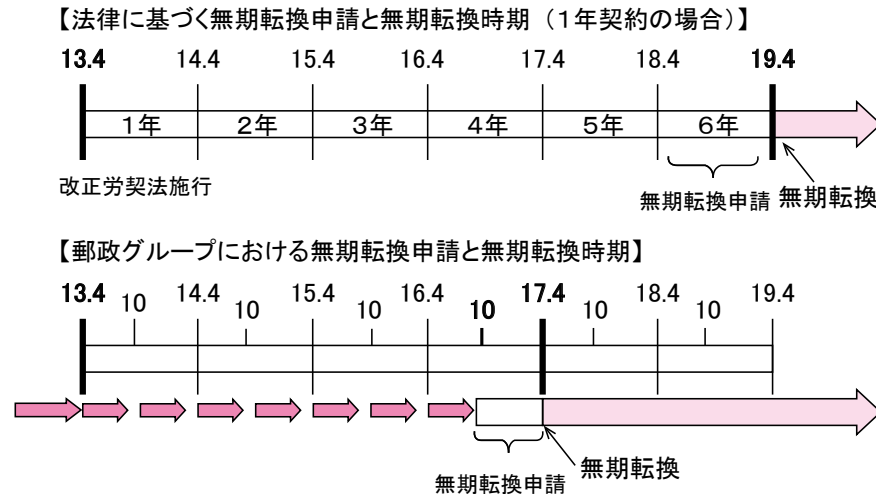 【法律に基づく無期転換申請と無期転換時期（１年契約の場合）】
13.4 14.4 15.4 16.4 17.4 18.4 19.4
１年 ２年 ３年 ４年 ５年 ６年
改正労契法施行
無期転換申請 無期転換
【郵政グループにおける無期転換申請と無期転換時期】
13.4 10 14.4 10 15.4 10 16.4 10 17.4 10 18.4 10 19.4
無期転換申請 無期転換